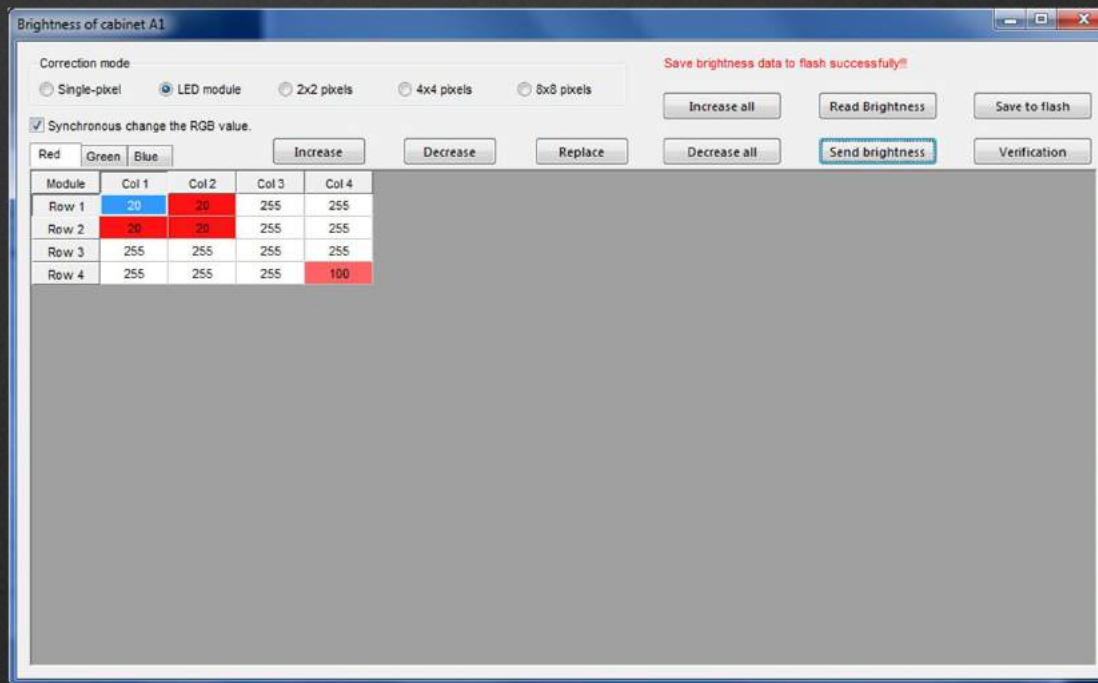 Brightness of cabinet A1
Correction mode
Save brightness data to flash successfully!!!
Single-pixel LED module 2x2 pixels 4x4 pixels 8x8 pixels
Increase all Read Brightness Save to flash
Synchronous change the RGB value.
Red Green Blue Increase Decrease Replace Decrease all Send brightness Verification
Module Col 1 Col 2 Col 3 Col 4
Row 1 20 20 255 255
Row 2 20 20 255 255
Row 3 255 255 255 255
Row 4 255 255 255 100